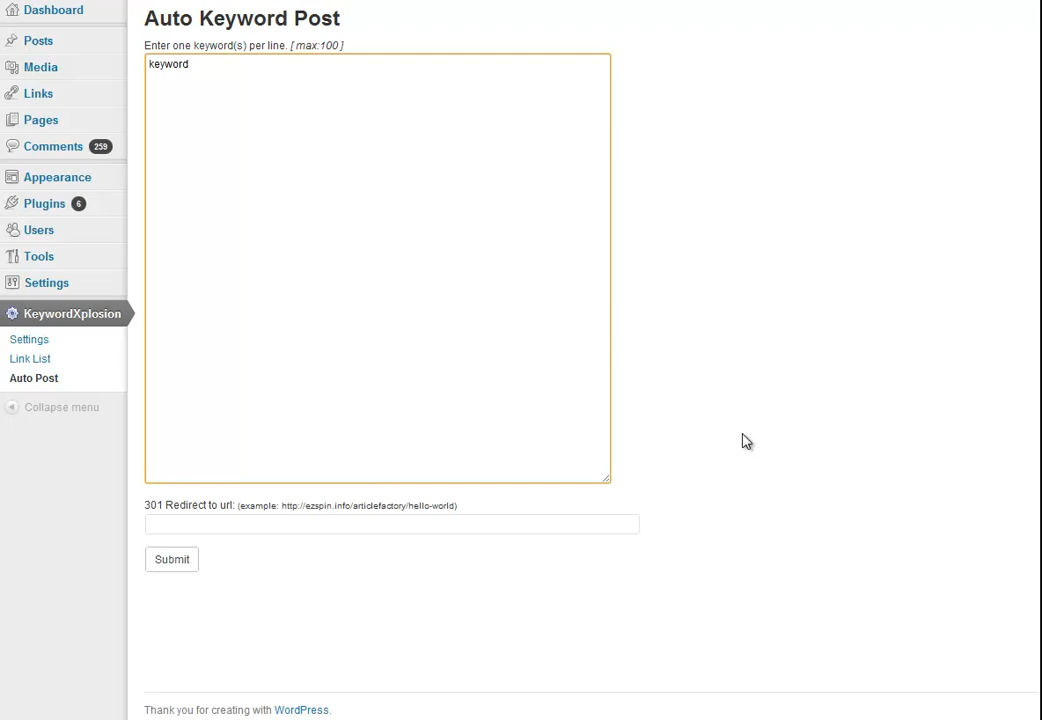 Dashboard
Posts
Media
Links
Pages
Comments 259
Appearance
Plugins 6
Users
Tools
Settings
KeywordXplosion
Settings
Link List
Auto Post
Collapse menu
Auto Keyword Post
Enter one keyword(s) per line. [ max:100 ]
keyword
301 Redirect to url: (example: http://ezspin.info/articlefactory/hello-world)
Submit
Thank you for creating with WordPress.